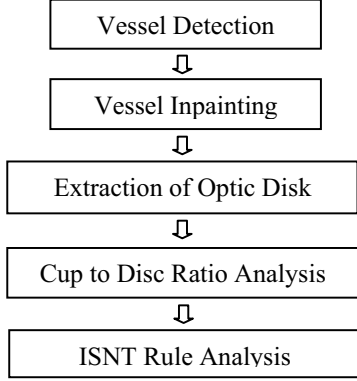 Vessel Detection
Vessel Inpainting
Extraction of Optic Disk
Cup to Disc Ratio Analysis
ISNT Rule Analysis